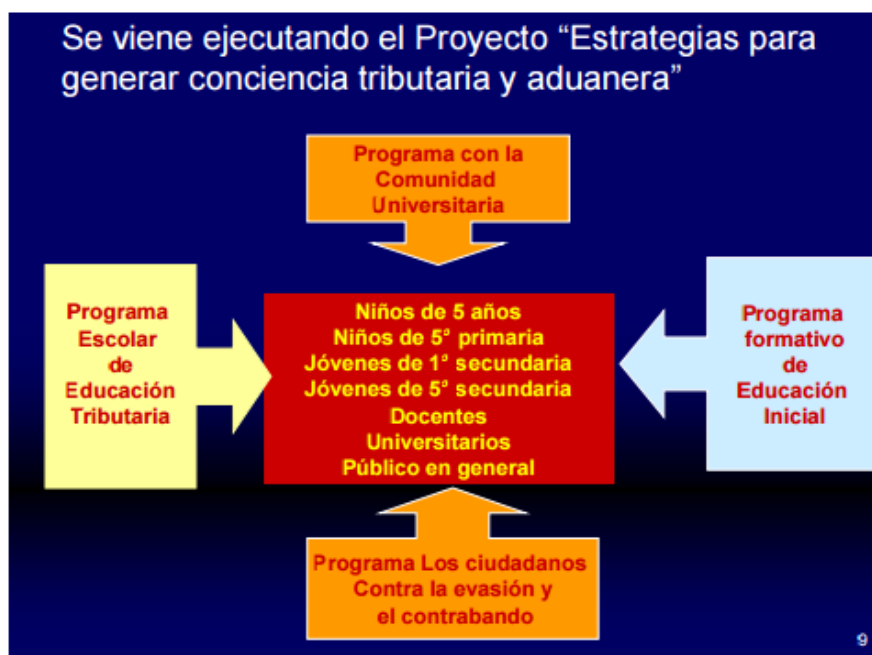 Se viene ejecutando el Proyecto “Estrategias para
generar conciencia tributaria y aduanera”
Programa con la
Comunidad
Universitaria
Programa
Escolar
de
Educación
Tributaria
Niños de 5 años
Niños de 5° primaria
Jóvenes de 1° secundaria
Jóvenes de 5° secundaria
Docentes
Universitarios
Público en general
Programa
formativo
de
Educación
Inicial
Programa Los ciudadanos
Contra la evasión y
el contrabando
9